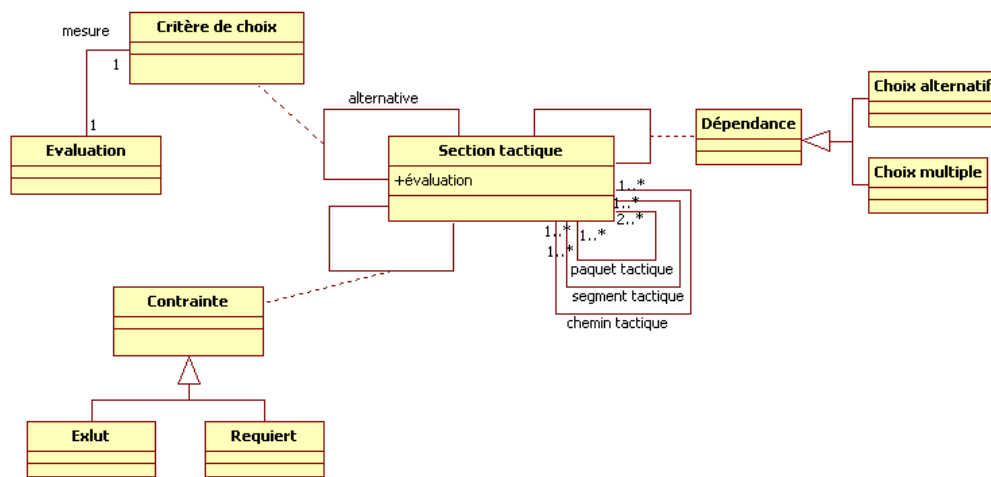 mesure
Critère de choix
1
1
Evaluation
alternative
Section tactique
+évaluation
Dépendance
Choix alternatif
Choix multiple
1..*
1..*
2..*
1..*
1..*
1..*
paquet tactique
segment tactique
chemin tactique
Contrainte
Exlut
Requiert